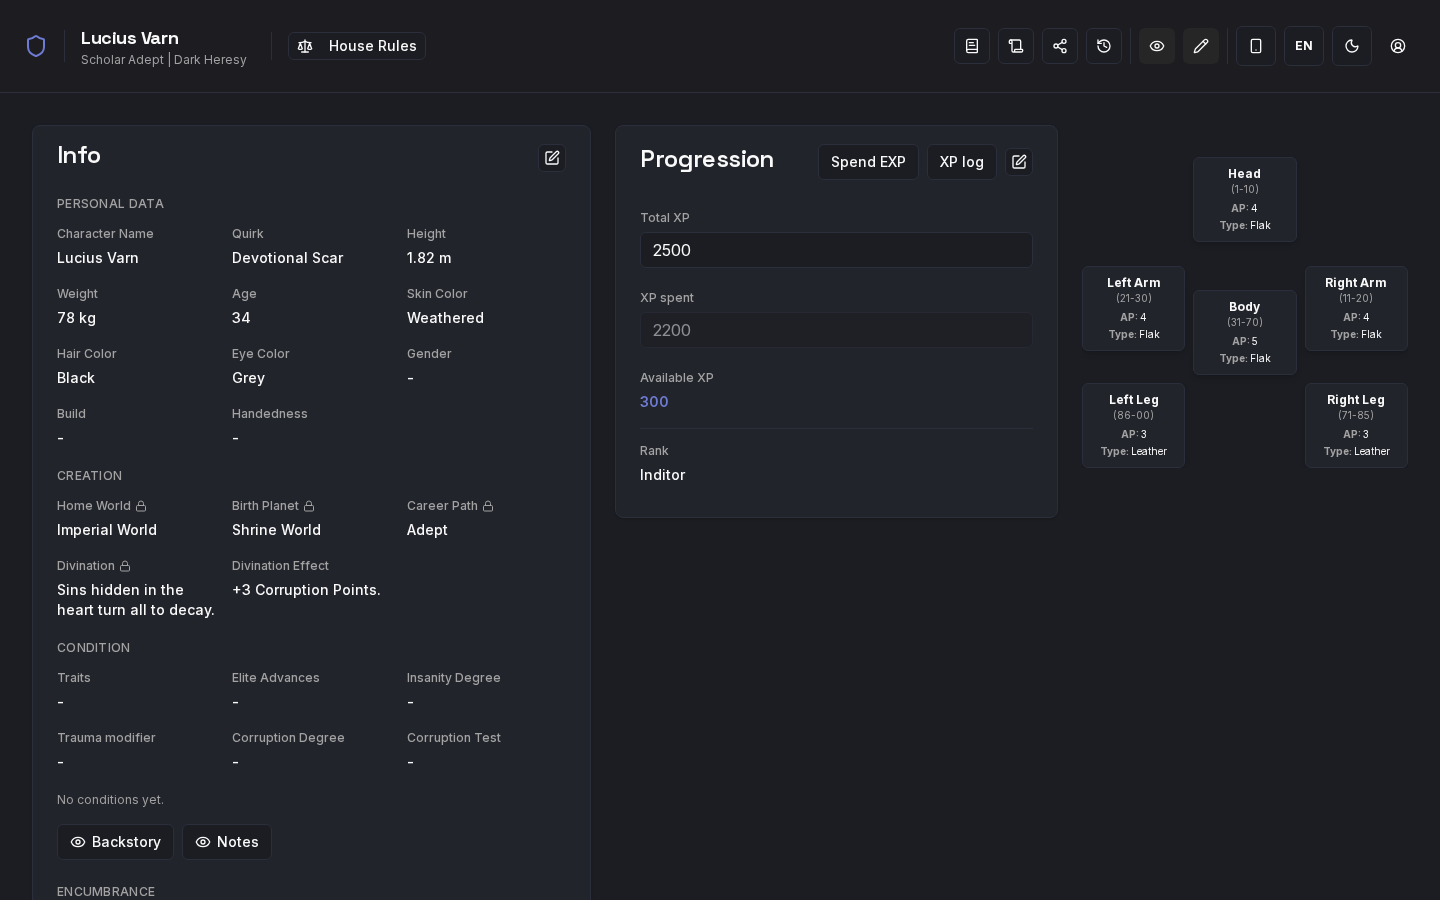 Lucius Varn
Scholar Adept | Dark Heresy
House Rules
EN
Info
PERSONAL DATA
Character Name
Lucius Varn
Quirk
Devotional Scar
Height
1.82 m
Weight
78 kg
Age
34
Skin Color
Weathered
Hair Color
Black
Eye Color
Grey
Gender
-
Build
-
Handedness
-
CREATION
Home World
Imperial World
Birth Planet
Shrine World
Career Path
Adept
Divination
Sins hidden in the
heart turn all to decay.
Divination Effect
+3 Corruption Points.
CONDITION
Traits
-
Elite Advances
-
Insanity Degree
-
Trauma modifier
-
Corruption Degree
-
Corruption Test
-
No conditions yet.
Backstory
Notes
ENCUMBRANCE
Progression
Spend EXP
XP log
Total XP
2500
XP spent
2200
Available XP
300
Rank
Inditor
Head
(1-10)
AP: 4
Type: Flak
Left Arm
(21-30)
AP: 4
Type: Flak
Body
(31-70)
AP: 5
Type: Flak
Right Arm
(11-20)
AP: 4
Type: Flak
Left Leg
(86-00)
AP: 3
Type: Leather
Right Leg
(71-85)
AP: 3
Type: Leather